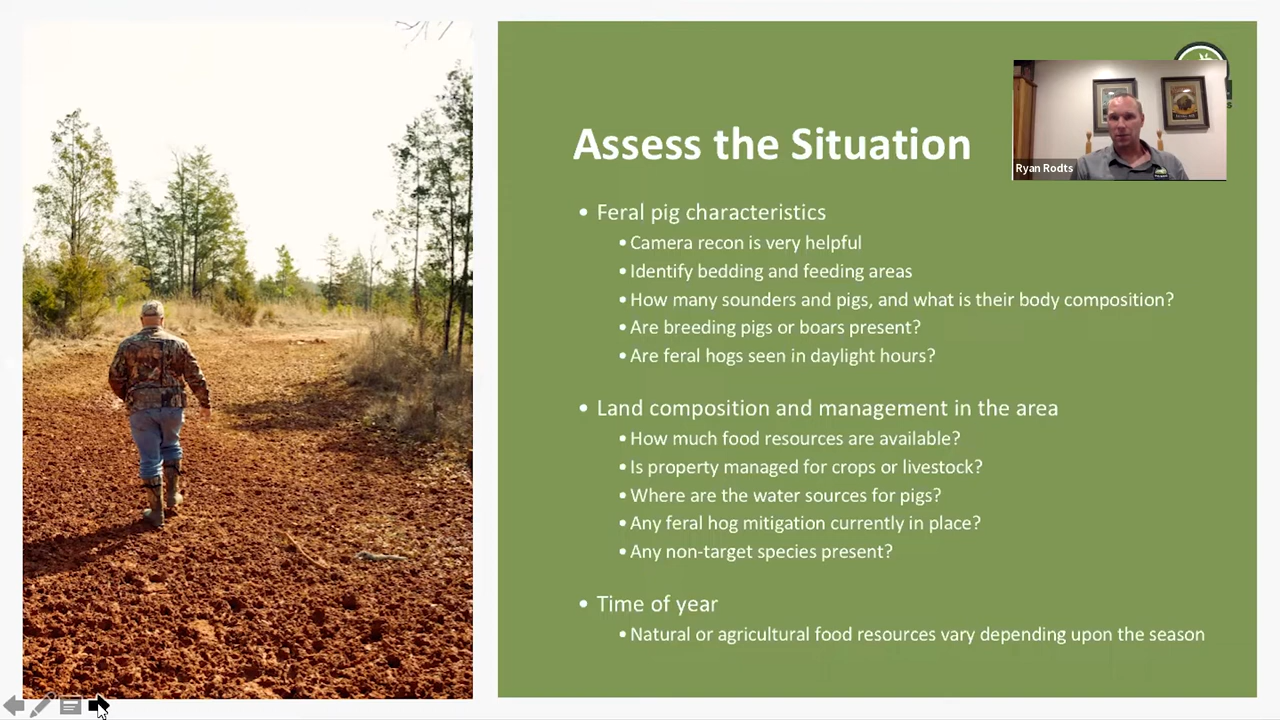 Assess the Situation
Ryan Rodts
• Feral pig characteristics
• Camera recon is very helpful
• Identify bedding and feeding areas
• How many sounders and pigs, and what is their body composition?
• Are breeding pigs or boars present?
• Are feral hogs seen in daylight hours?
• Land composition and management in the area
• How much food resources are available?
• Is property managed for crops or livestock?
• Where are the water sources for pigs?
• Any feral hog mitigation currently in place?
• Any non-target species present?
• Time of year
• Natural or agricultural food resources vary depending upon the season